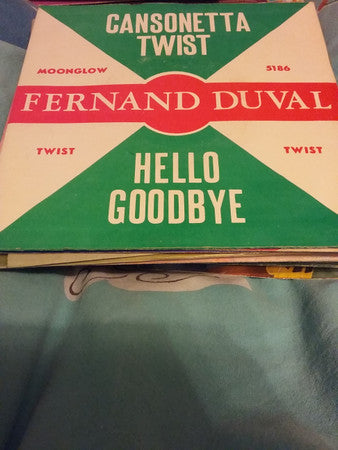 CANSONETTA
TWIST
MOONGLOW 5186
FERNAND DUVAL
TWIST TWIST
HELLO
GOODBYE